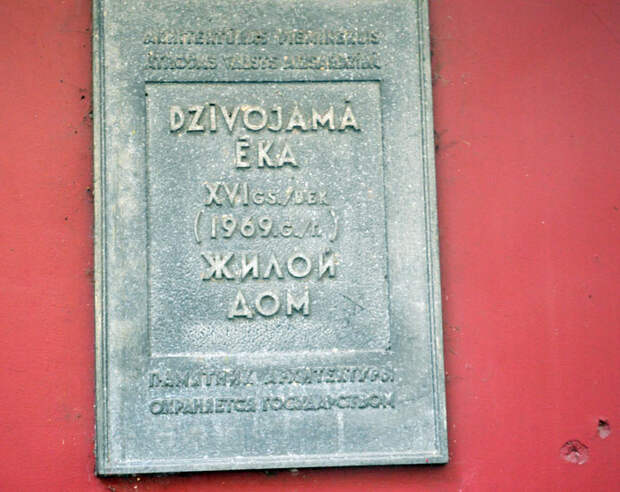 ARHITEKTŪRAS PIEMINEKLIS
ATRODAS VALSTS AIZSARDZĪBĀ
DZĪVOJAMĀ
ĒKA
XVI GS./ВЕК
(1969.G./Г.)
ЖИЛОЙ
ДОМ
ПАМЯТНИК АРХИТЕКТУРЫ
ОХРАНЯЕТСЯ ГОСУДАРСТВОМ